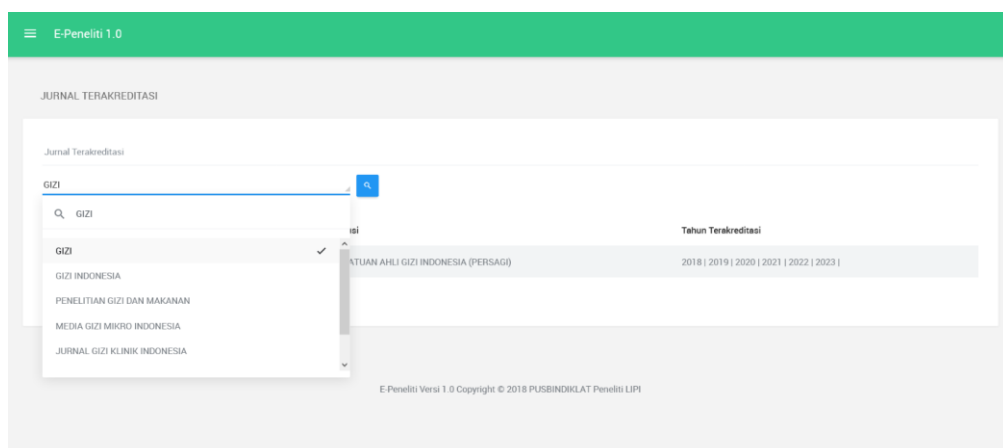 E-Peneliti 1.0
JURNAL TERAKREDITASI
Jurnal Terakreditasi
GIZI
GIZI
GIZI
GIZI INDONESIA
PENELITIAN GIZI DAN MAKANAN
MEDIA GIZI MIKRO INDONESIA
JURNAL GIZI KLINIK INDONESIA
Tahun Terakreditasi
AHLI GIZI INDONESIA (PERSAGI) 2018 | 2019 | 2020 | 2021 | 2022 | 2023 |
E-Peneliti Versi 1.0 Copyright © 2018 PUSBINDIKLAT Peneliti LIPI